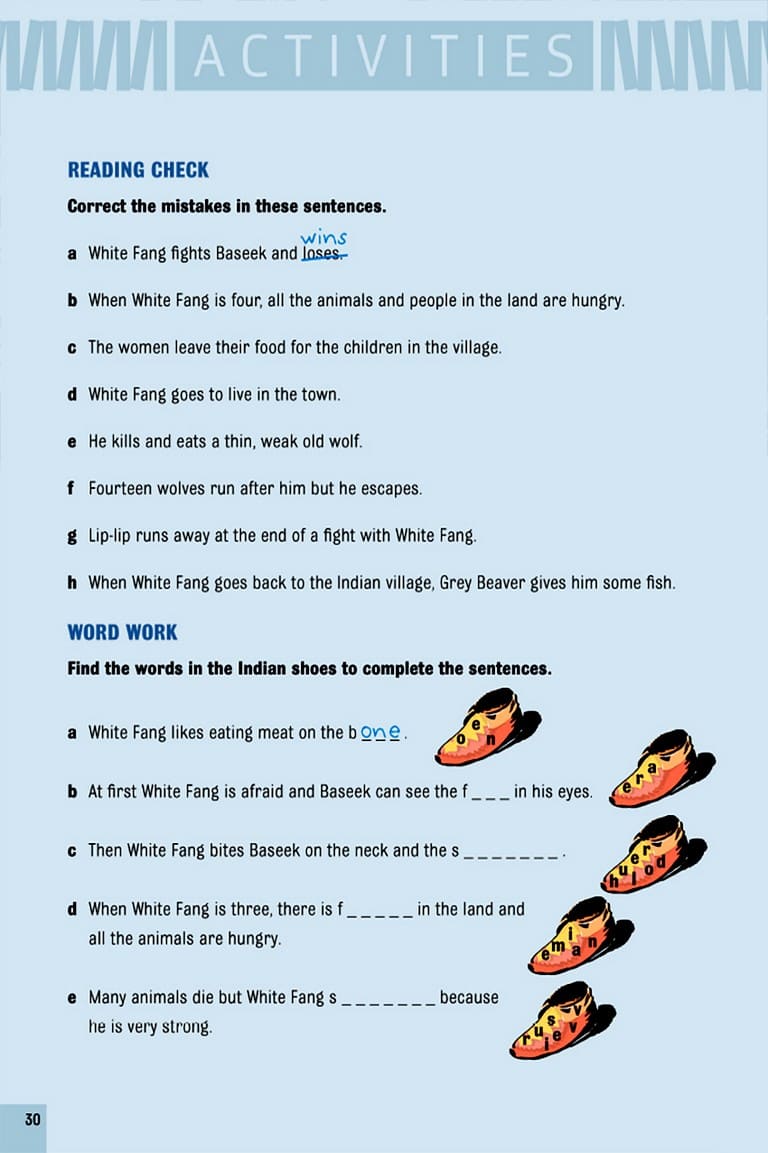 ACTIVITIES
READING CHECK
Correct the mistakes in these sentences.
wins
a White Fang fights Baseek and loses.
b When White Fang is four, all the animals and people in the land are hungry.
c The women leave their food for the children in the village.
d White Fang goes to live in the town.
e He kills and eats a thin, weak old wolf.
f Fourteen wolves run after him but he escapes.
g Lip-lip runs away at the end of a fight with White Fang.
h When White Fang goes back to the Indian village, Grey Beaver gives him some fish.
WORD WORK
Find the words in the Indian shoes to complete the sentences.
a White Fang likes eating meat on the b one .
o e n
b At first White Fang is afraid and Baseek can see the f _ _ _ in his eyes.
e r a
c Then White Fang bites Baseek on the neck and the s _ _ _ _ _ _ _ .
h u e r l o d
d When White Fang is three, there is f _ _ _ _ _ in the land and
all the animals are hungry.
e m i a n
e Many animals die but White Fang s _ _ _ _ _ _ _ because
he is very strong.
r u s i e v v
30